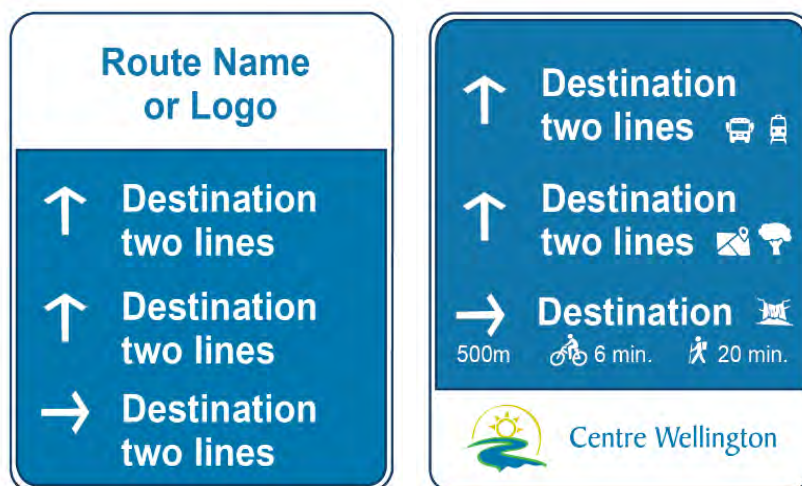 Route Name
or Logo
Destination
two lines
Destination
two lines
Destination
two lines
Destination
two lines
Destination
two lines
Destination
500m 6 min. 20 min.
Centre Wellington